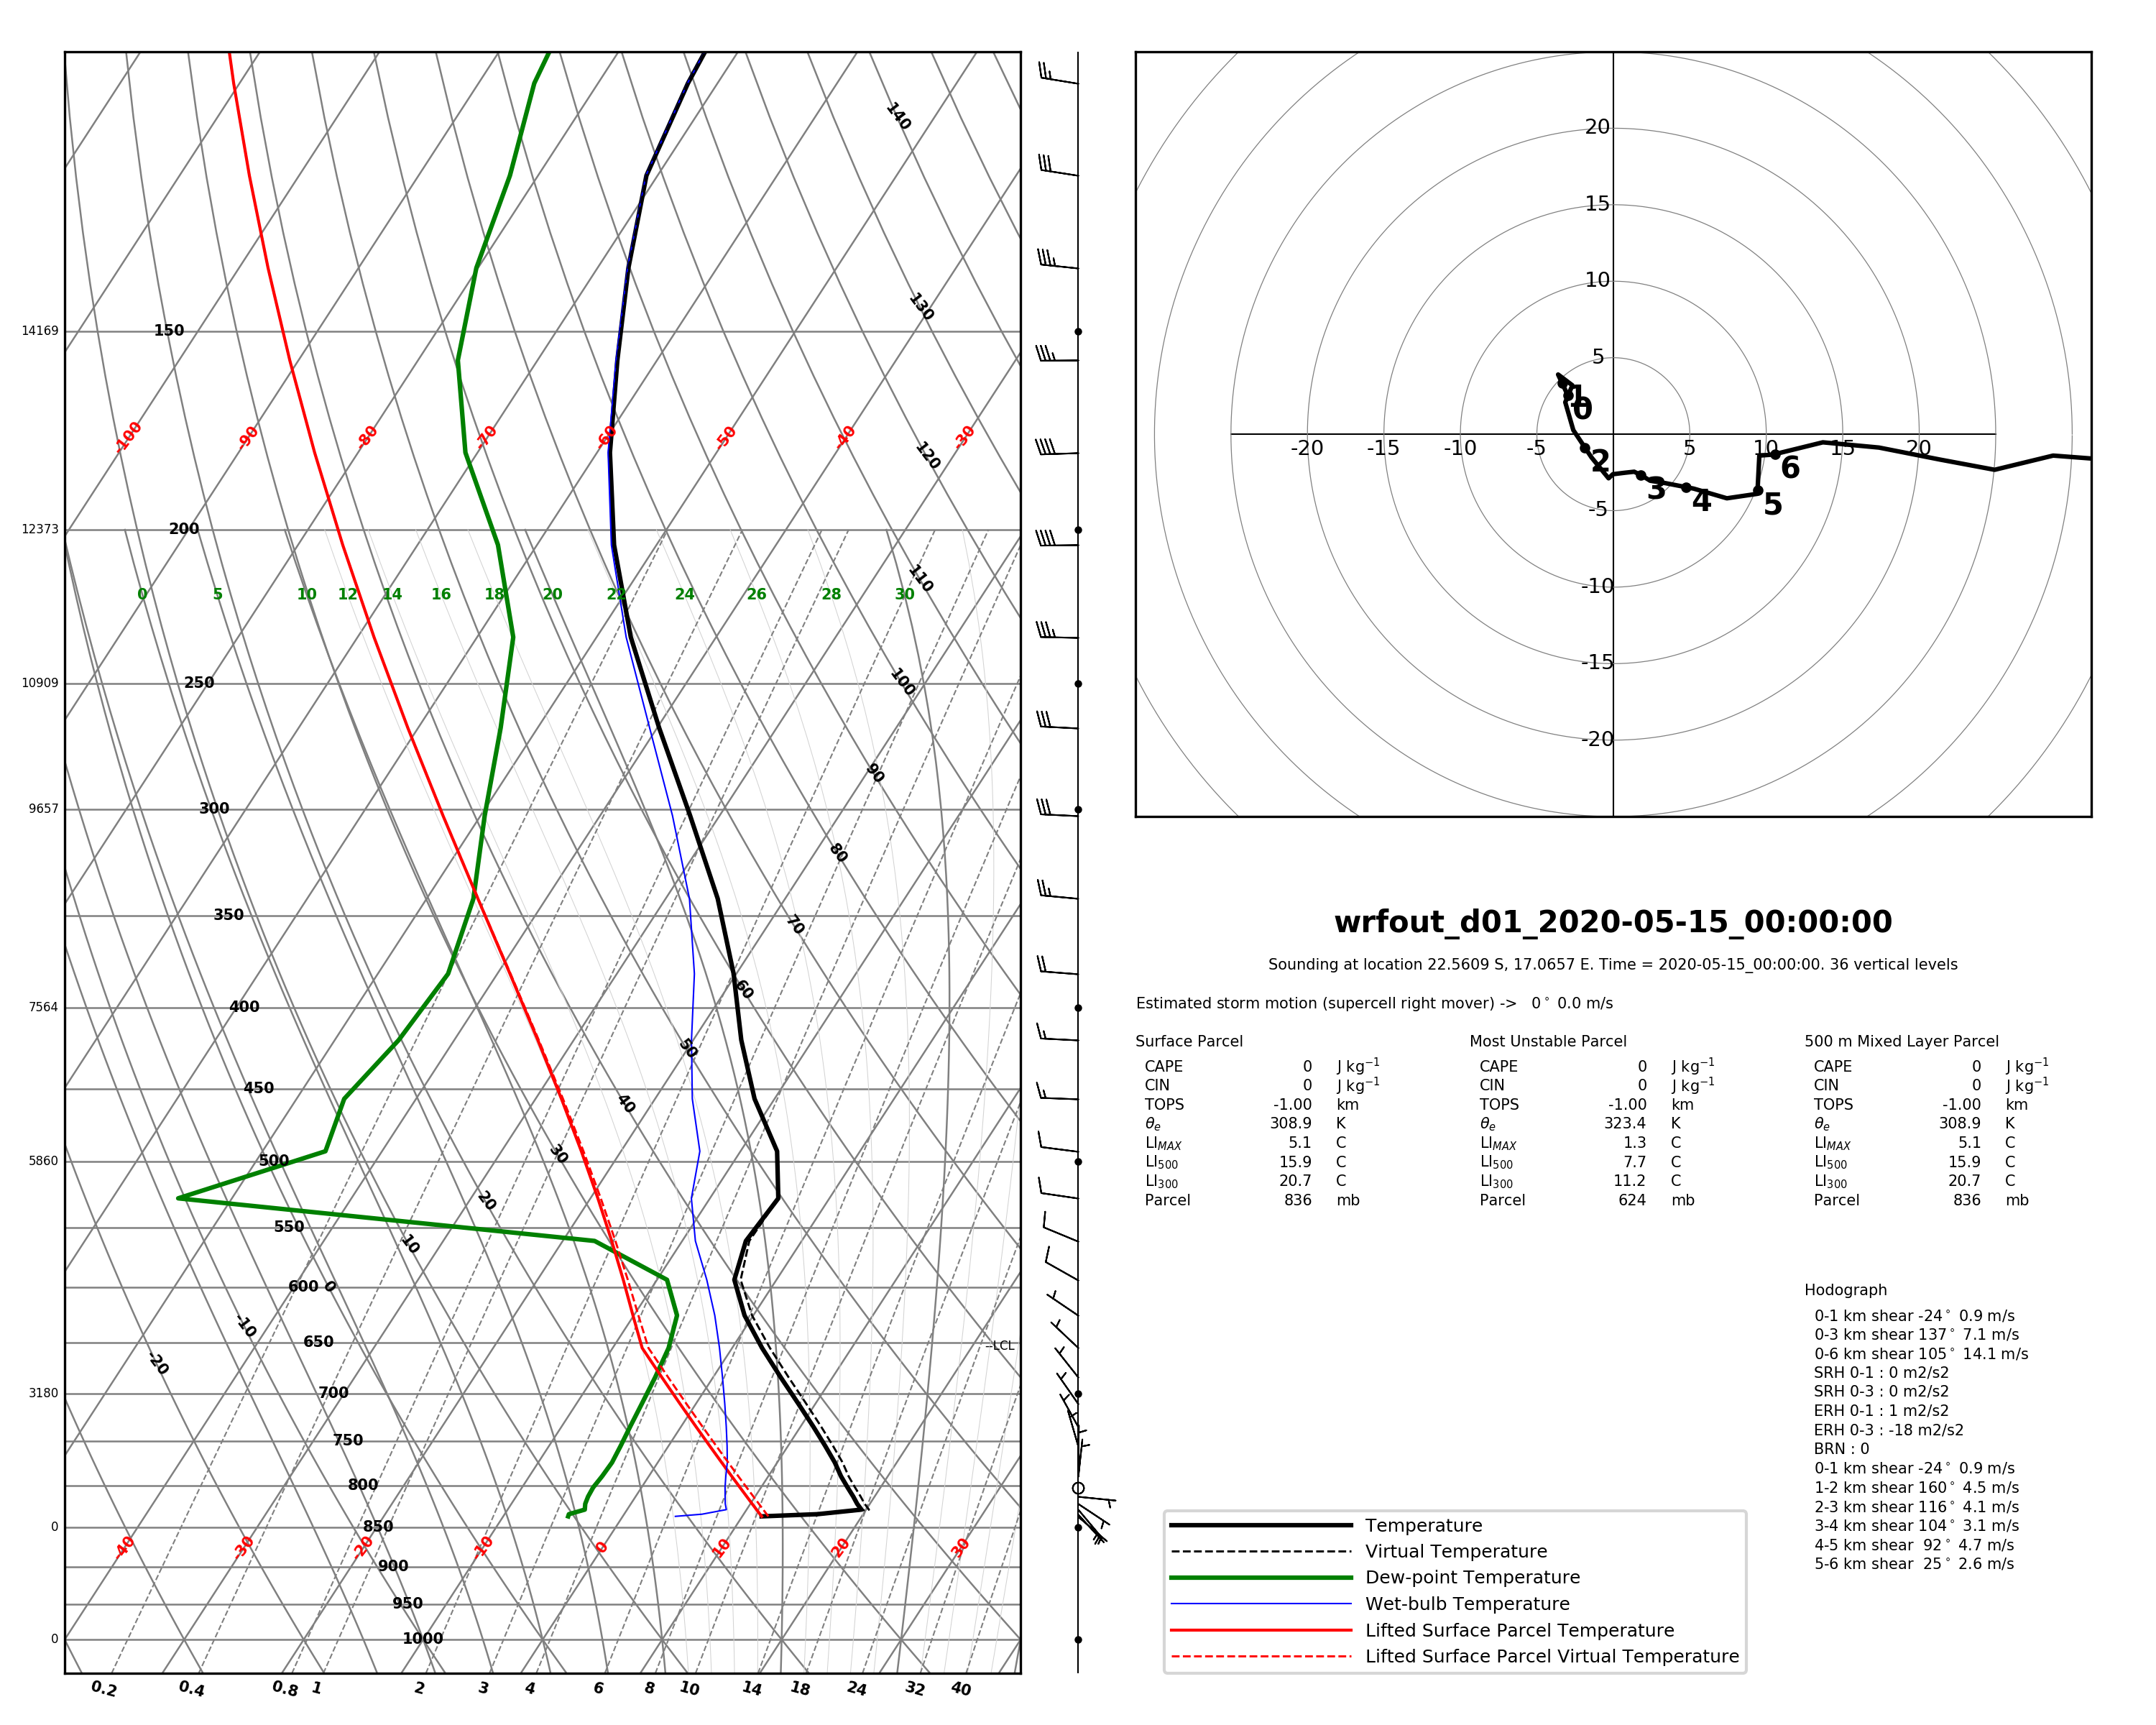 140
130
14169 150
-100 -90 -80 -70 -60 -50 -40 -30
120
12373 200
110
0 5 10 12 14 16 18 20 22 24 26 28 30
10909 250
100
90
9657 300
80
350
70
60
7564 400
50
450
40
30
5860 500
20
550
10
600 0
-10
650
--LCL
-20
3180 700
750
800
0 850
-40 -30 -20 -10 0 10 20 30
900
950
0 1000
0.2 0.4 0.8 1 2 3 4 6 8 10 14 18 24 32 40
20
15
10
5
-20 -15 -10 -5 5 10 15 20
-5
-10
-15
-20
1
0
2
3
4
5
6
wrfout_d01_2020-05-15_00:00:00
Sounding at location 22.5609 S, 17.0657 E. Time = 2020-05-15_00:00:00. 36 vertical levels
Estimated storm motion (supercell right mover) -> 0° 0.0 m/s
Surface Parcel
CAPE 0 J kg⁻¹
CIN 0 J kg⁻¹
TOPS -1.00 km
θₑ 308.9 K
LI_MAX 5.1 C
LI₅₀₀ 15.9 C
LI₃₀₀ 20.7 C
Parcel 836 mb
Most Unstable Parcel
CAPE 0 J kg⁻¹
CIN 0 J kg⁻¹
TOPS -1.00 km
θₑ 323.4 K
LI_MAX 1.3 C
LI₅₀₀ 7.7 C
LI₃₀₀ 11.2 C
Parcel 624 mb
500 m Mixed Layer Parcel
CAPE 0 J kg⁻¹
CIN 0 J kg⁻¹
TOPS -1.00 km
θₑ 308.9 K
LI_MAX 5.1 C
LI₅₀₀ 15.9 C
LI₃₀₀ 20.7 C
Parcel 836 mb
Hodograph
0-1 km shear -24° 0.9 m/s
0-3 km shear 137° 7.1 m/s
0-6 km shear 105° 14.1 m/s
SRH 0-1 : 0 m2/s2
SRH 0-3 : 0 m2/s2
ERH 0-1 : 1 m2/s2
ERH 0-3 : -18 m2/s2
BRN : 0
0-1 km shear -24° 0.9 m/s
1-2 km shear 160° 4.5 m/s
2-3 km shear 116° 4.1 m/s
3-4 km shear 104° 3.1 m/s
4-5 km shear 92° 4.7 m/s
5-6 km shear 25° 2.6 m/s
Temperature
Virtual Temperature
Dew-point Temperature
Wet-bulb Temperature
Lifted Surface Parcel Temperature
Lifted Surface Parcel Virtual Temperature